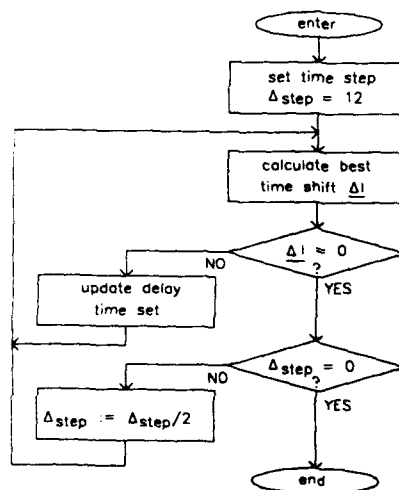 enter
set time step
Δstep = 12
calculate best
time shift Δl
Δl = 0
?
NO
YES
update delay
time set
Δstep = 0
?
NO
YES
Δstep := Δstep/2
end